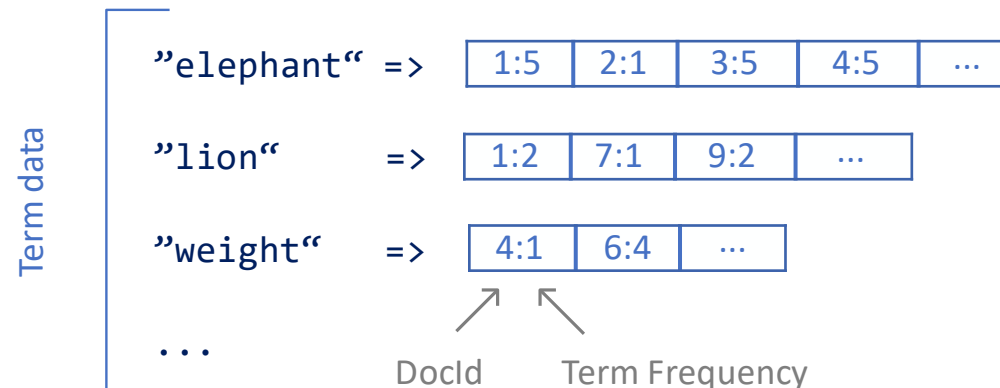 Term data
”elephant“ => 1:5 2:1 3:5 4:5 ...
”lion“ => 1:2 7:1 9:2 ...
”weight“ => 4:1 6:4 ...
...
DocId Term Frequency